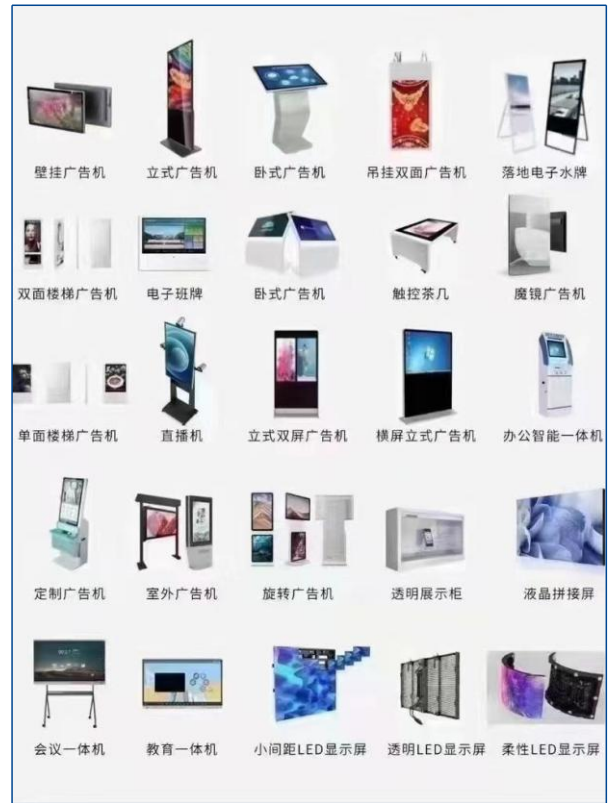 壁挂广告机
立式广告机
卧式广告机
吊挂双面广告机
落地电子水牌
双面楼梯广告机
电子班牌
卧式广告机
触控茶几
魔镜广告机
单面楼梯广告机
直播机
立式双屏广告机
横屏立式广告机
办公智能一体机
定制广告机
室外广告机
旋转广告机
透明展示柜
液晶拼接屏
会议一体机
教育一体机
小间距LED显示屏
透明LED显示屏
柔性LED显示屏